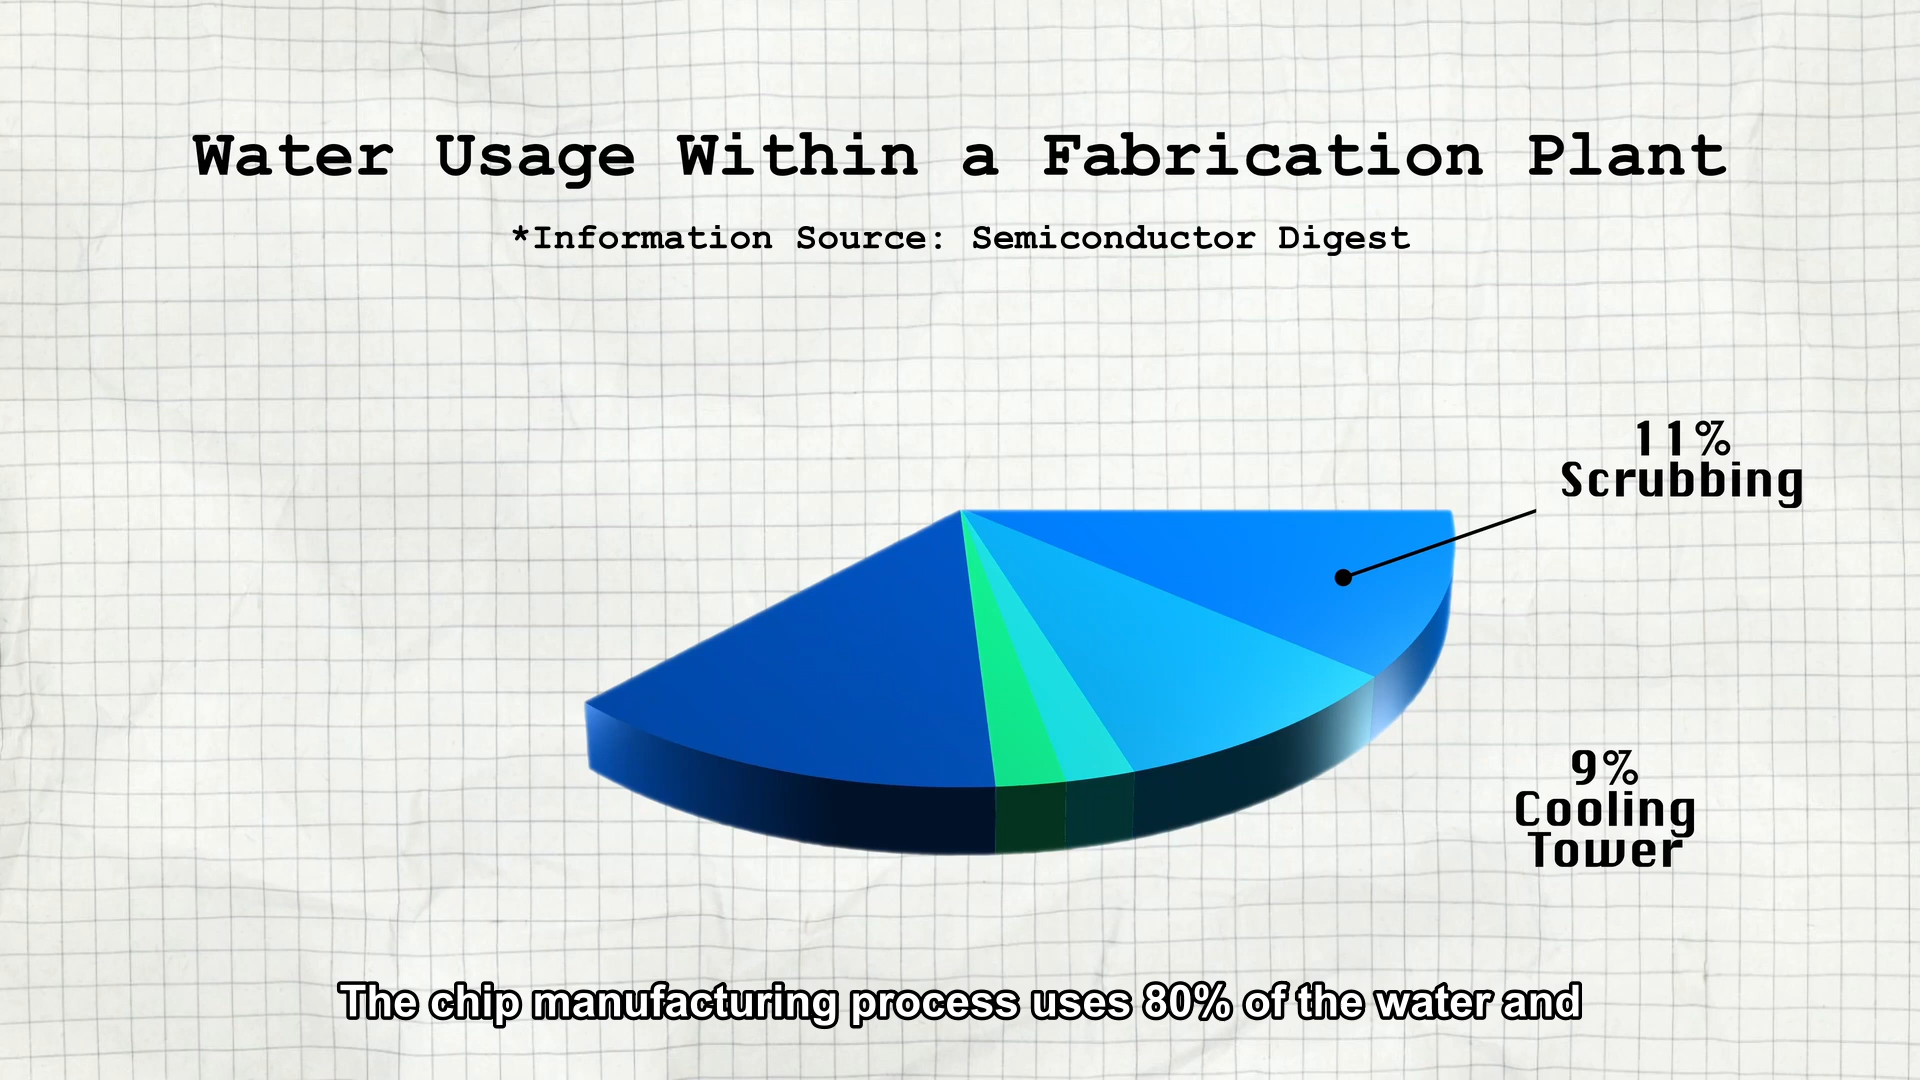 Water Usage Within a Fabrication Plant
*Information Source: Semiconductor Digest
11%
Scrubbing
9%
Cooling
Tower
The chip manufacturing process uses 80% of the water and